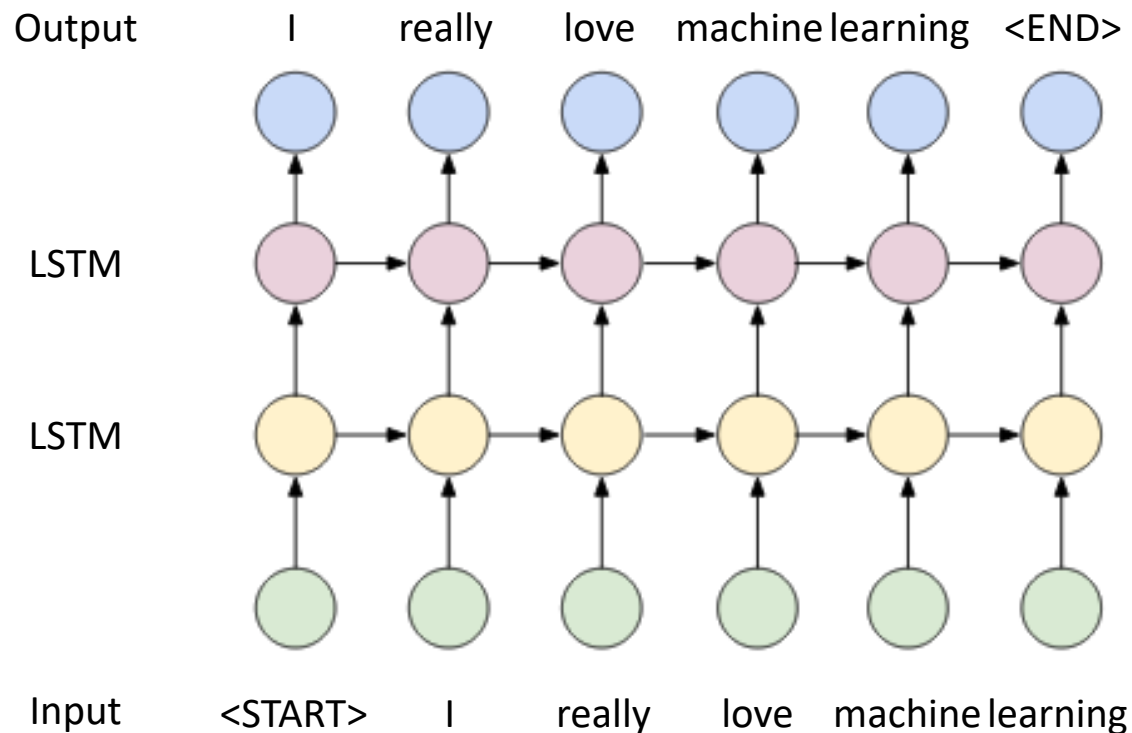 Output I really love machine learning <END>
LSTM
LSTM
Input <START> I really love machine learning